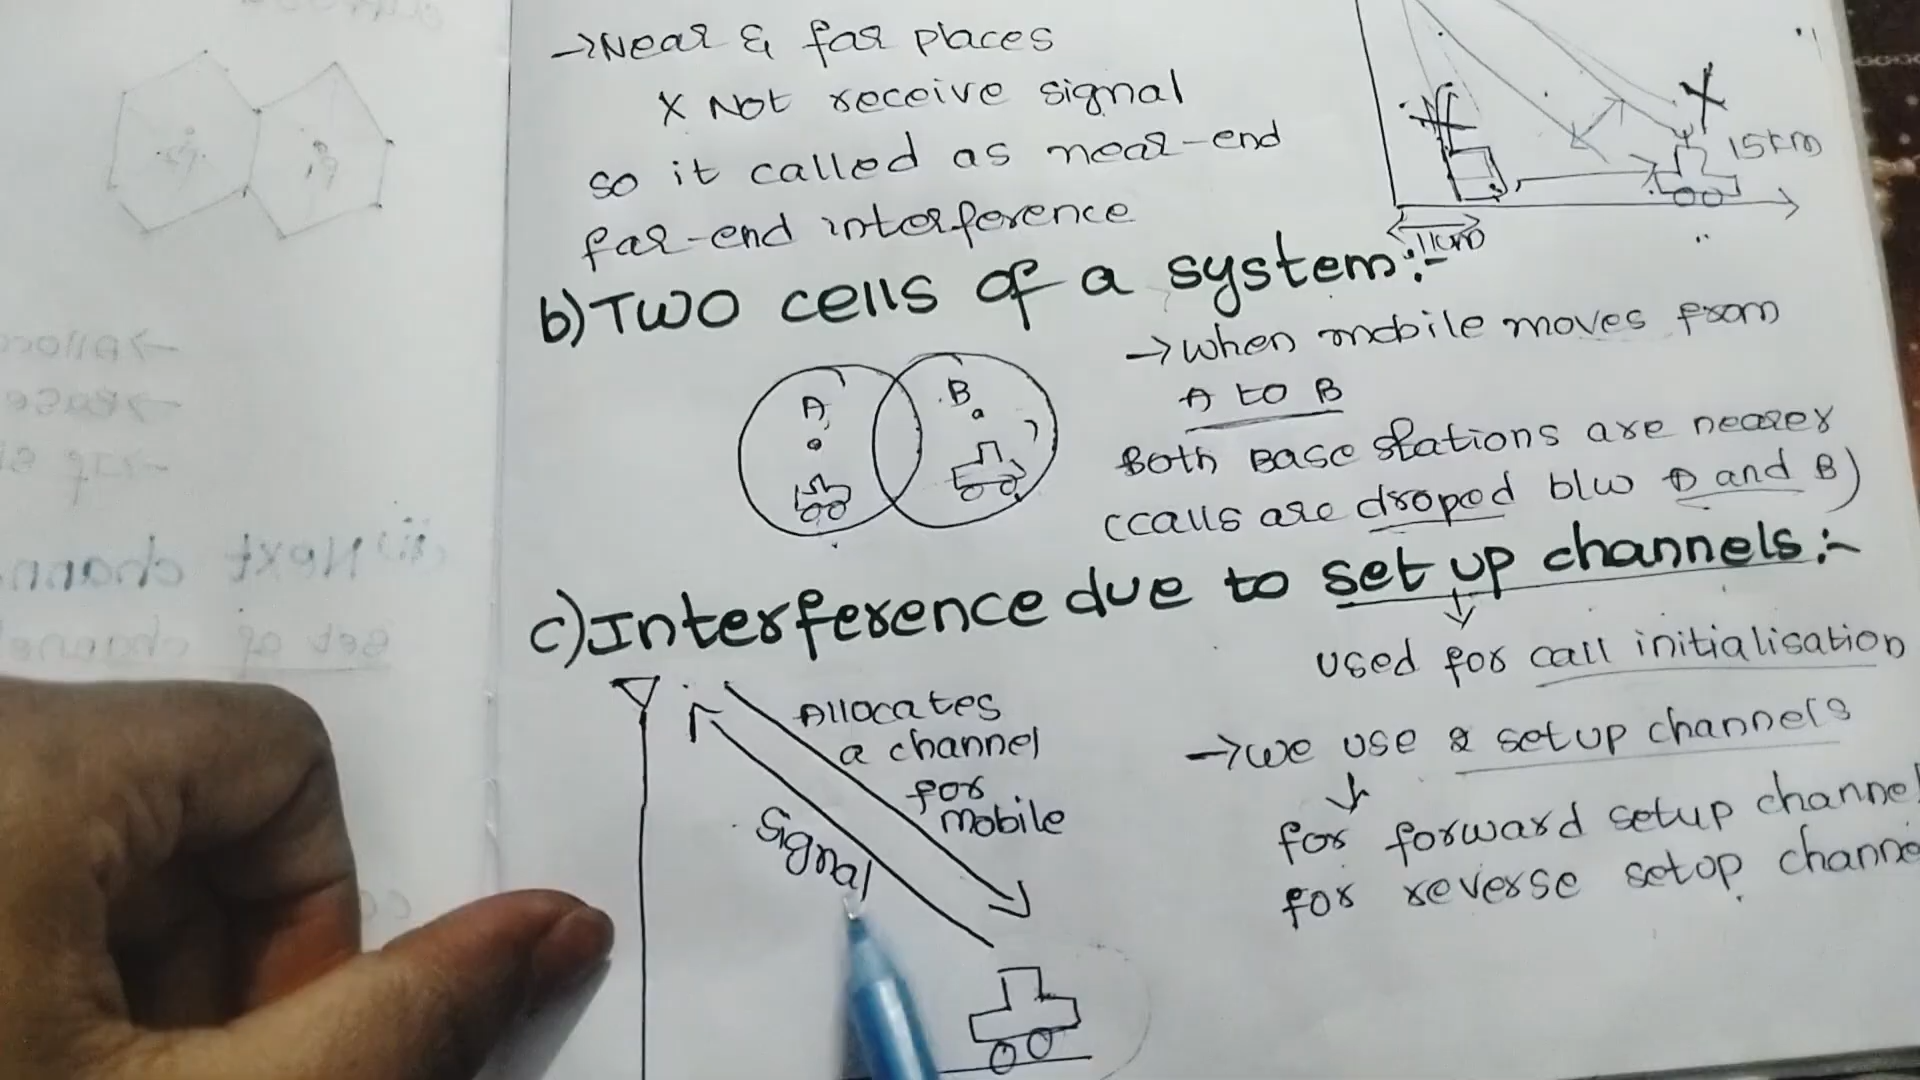 →Near & far places
X Not receive signal
so it called as near-end
far-end interference
15km
1km
b) Two cells of a system:-
A
B
→When mobile moves from
A to B
Both Base stations are nearer
(calls are droped b/w A and B)
c) Interference due to set up channels:-
used for call initialisation
Allocates
a channel
for
mobile
Signal
→we use 2 setup channels
for forward setup channel
for reverse setup channe